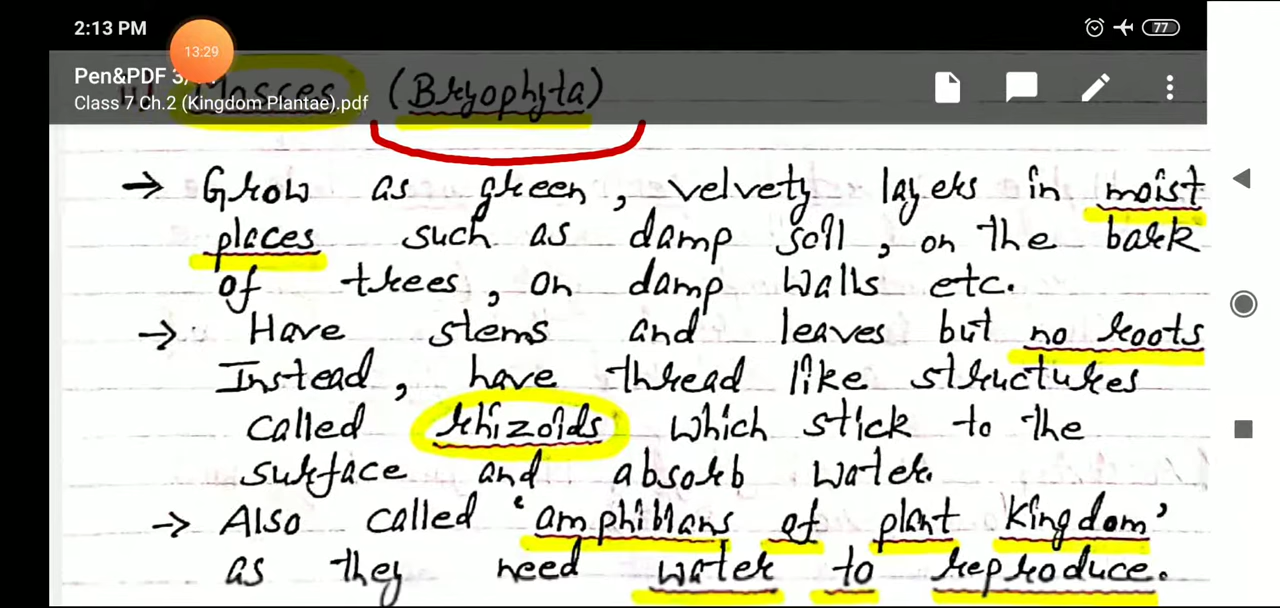 2:13 PM
77
13:29
Pen&PDF 3/
Class 7 Ch.2 (Kingdom Plantae).pdf
Mosces (Bryophyta)
→ Grow as green, velvety layers in moist
places such as damp soil, on the bark
of trees, on damp walls etc.
→ Have stems and leaves but no roots
Instead, have thread like structures
called rhizoids which stick to the
surface and absorb water.
→ Also called 'amphibians of plant Kingdom'
as they need water to reproduce.